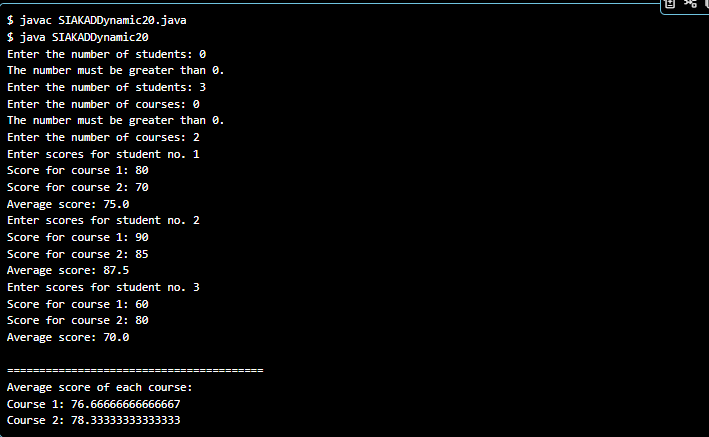 $ javac SIAKADDynamic20.java
$ java SIAKADDynamic20
Enter the number of students: 0
The number must be greater than 0.
Enter the number of students: 3
Enter the number of courses: 0
The number must be greater than 0.
Enter the number of courses: 2
Enter scores for student no. 1
Score for course 1: 80
Score for course 2: 70
Average score: 75.0
Enter scores for student no. 2
Score for course 1: 90
Score for course 2: 85
Average score: 87.5
Enter scores for student no. 3
Score for course 1: 60
Score for course 2: 80
Average score: 70.0
========================================
Average score of each course:
Course 1: 76.66666666666667
Course 2: 78.33333333333333